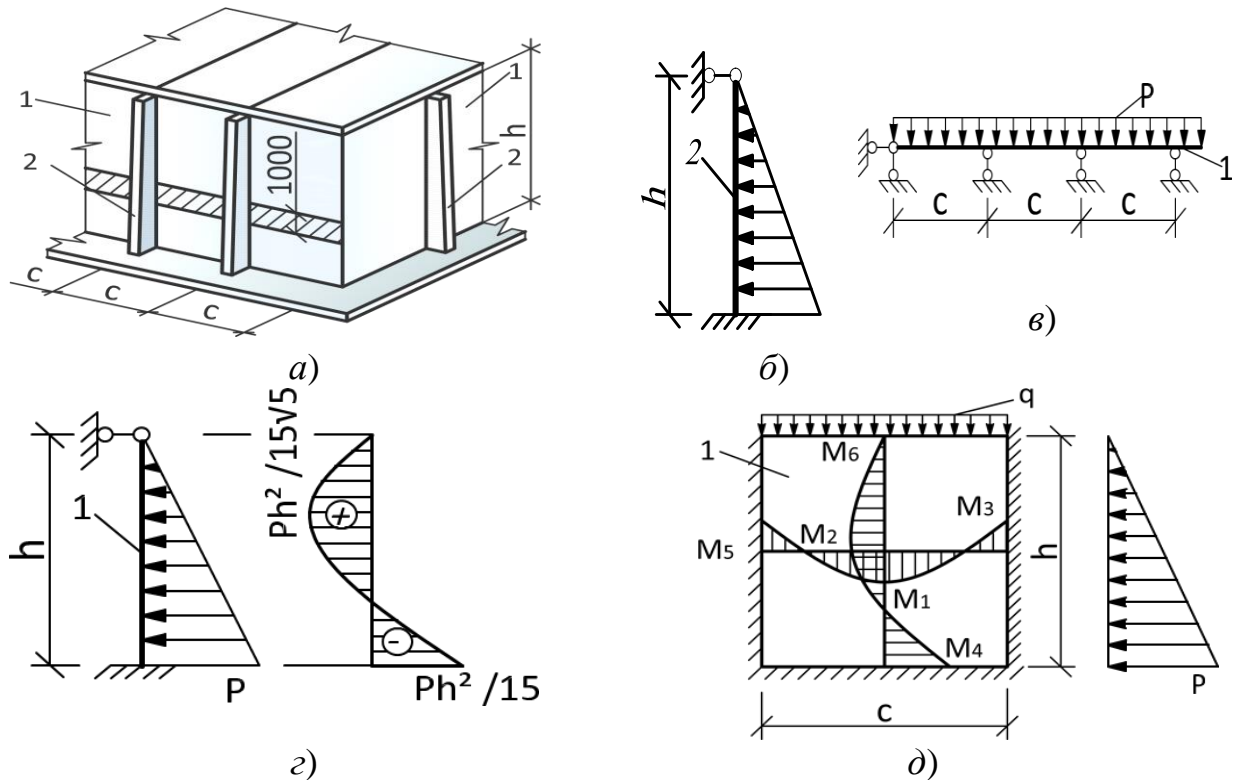 1
2
1000
h
1
2
c
c
c
а)
h
2
б)
P
1
C
C
C
в)
h
1
P
Ph² /15√5
+
-
Ph² /15
г)
q
1
M₆
M₃
M₂
M₅
M₁
M₄
h
c
P
д)